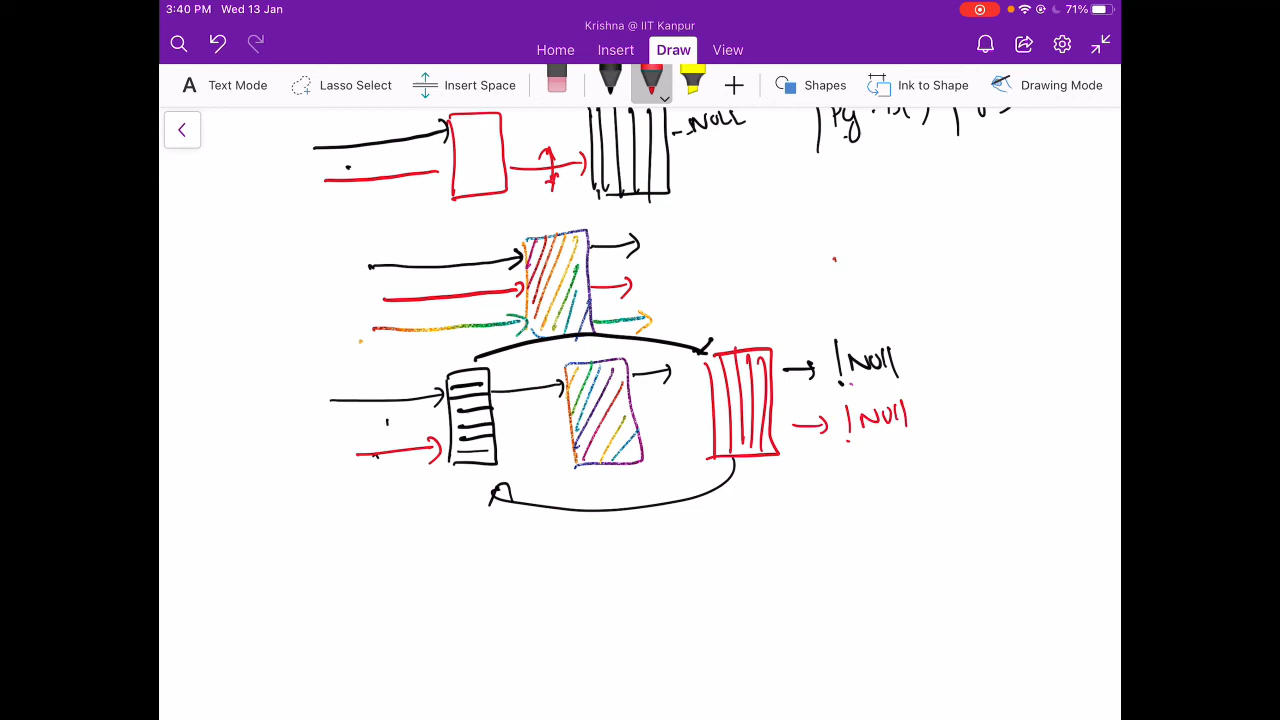 3:40 PM Wed 13 Jan
71%
Krishna @ IIT Kanpur
Home Insert Draw View
Text Mode Lasso Select Insert Space Shapes Ink to Shape Drawing Mode
NULL
!NULL
!NULL